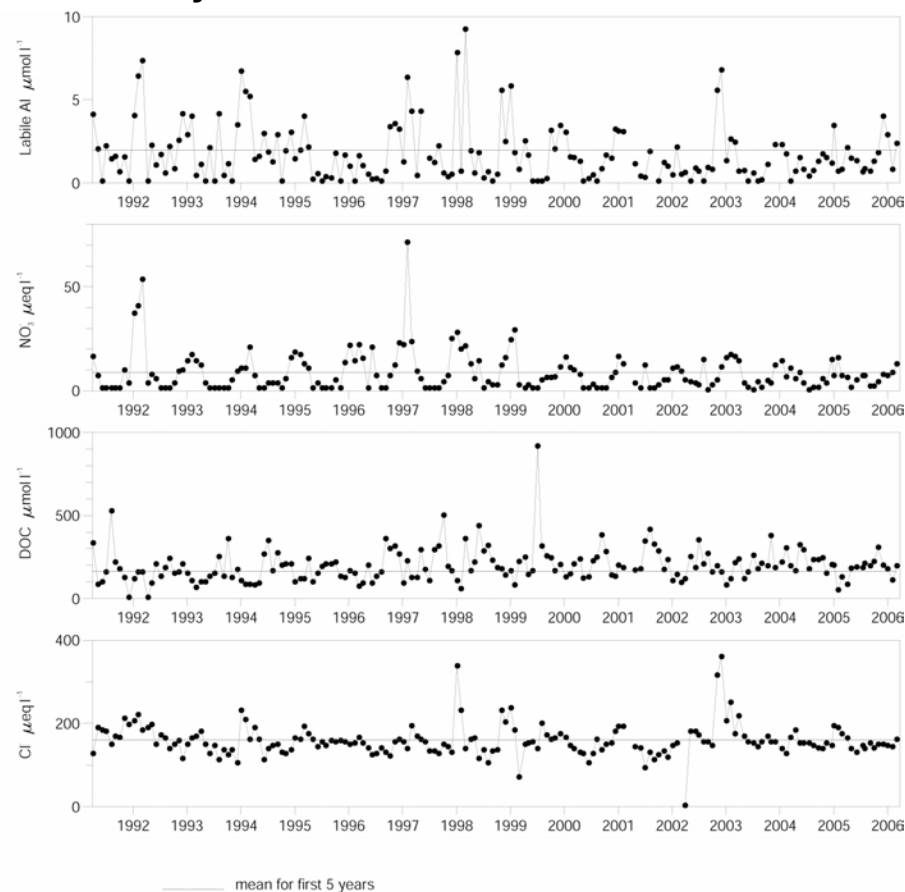 10
5
0
Labile Al μmol l⁻¹
1992 1993 1994 1995 1996 1997 1998 1999 2000 2001 2002 2003 2004 2005 2006
50
0
NO₃ μeq l⁻¹
1992 1993 1994 1995 1996 1997 1998 1999 2000 2001 2002 2003 2004 2005 2006
1000
500
0
DOC μmol l⁻¹
1992 1993 1994 1995 1996 1997 1998 1999 2000 2001 2002 2003 2004 2005 2006
400
200
0
Cl μeq l⁻¹
1992 1993 1994 1995 1996 1997 1998 1999 2000 2001 2002 2003 2004 2005 2006
mean for first 5 years